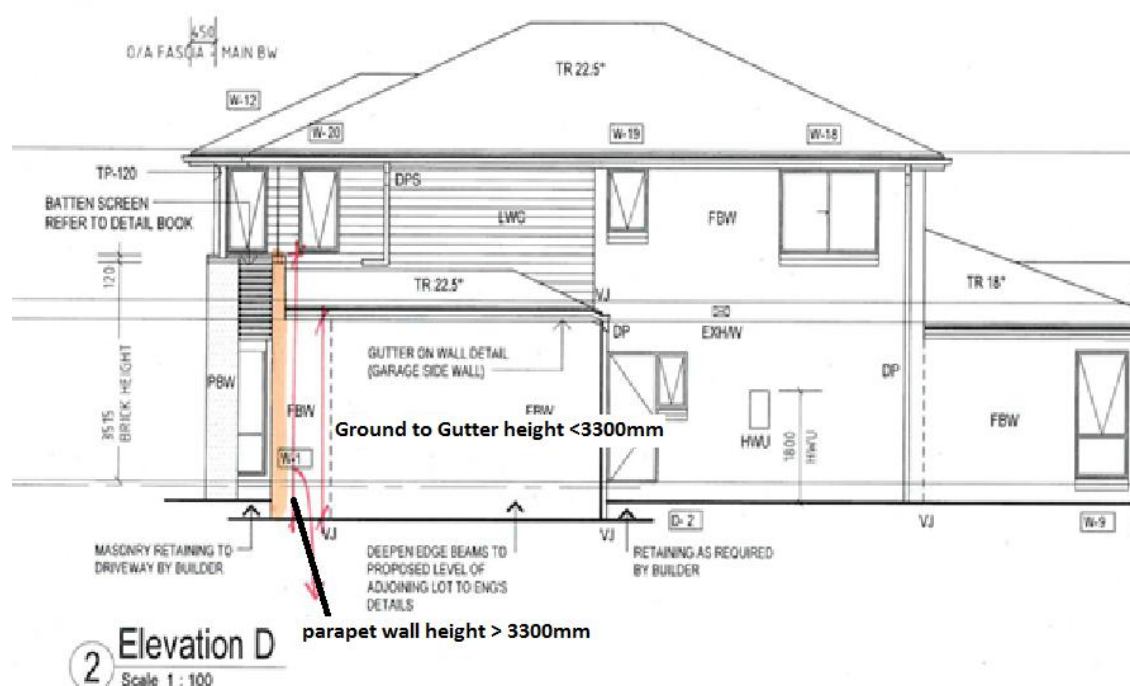 450
O/A FASCIA - MAIN BW
TR 22.5°
W-12
W-20
W-19
W-18
TP-120
DPS
BATTEN SCREEN
REFER TO DETAIL BOOK
LWC
FBW
120
TR 22.5°
TR 18°
VJ
DP
EXH/W
GUTTER ON WALL DETAIL
(GARAGE SIDE WALL)
DP
PBW
3515
BRICK HEIGHT
FBW
FBW
FBW
Ground to Gutter height <3300mm
HWU
1800
HWU
W-1
D-2
W-9
VJ
VJ
VJ
MASONRY RETAINING TO
DRIVEWAY BY BUILDER
DEEPEN EDGE BEAMS TO
PROPOSED LEVEL OF
ADJOINING LOT TO ENG'S
DETAILS
RETAINING AS REQUIRED
BY BUILDER
parapet wall height > 3300mm
2
Elevation D
Scale 1 : 100